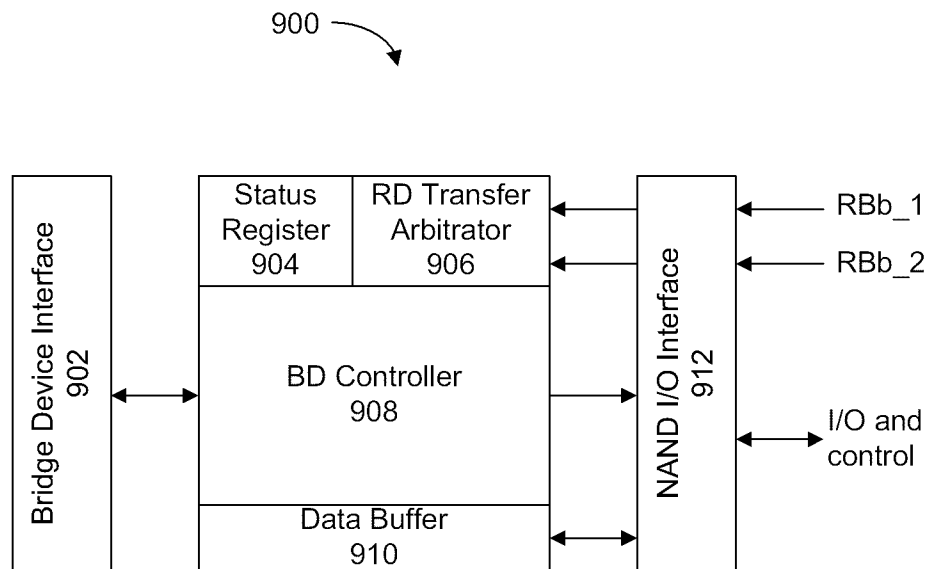 900
Bridge Device Interface
902
Status
Register
904
RD Transfer
Arbitrator
906
BD Controller
908
Data Buffer
910
NAND I/O Interface
912
RBb_1
RBb_2
I/O and
control